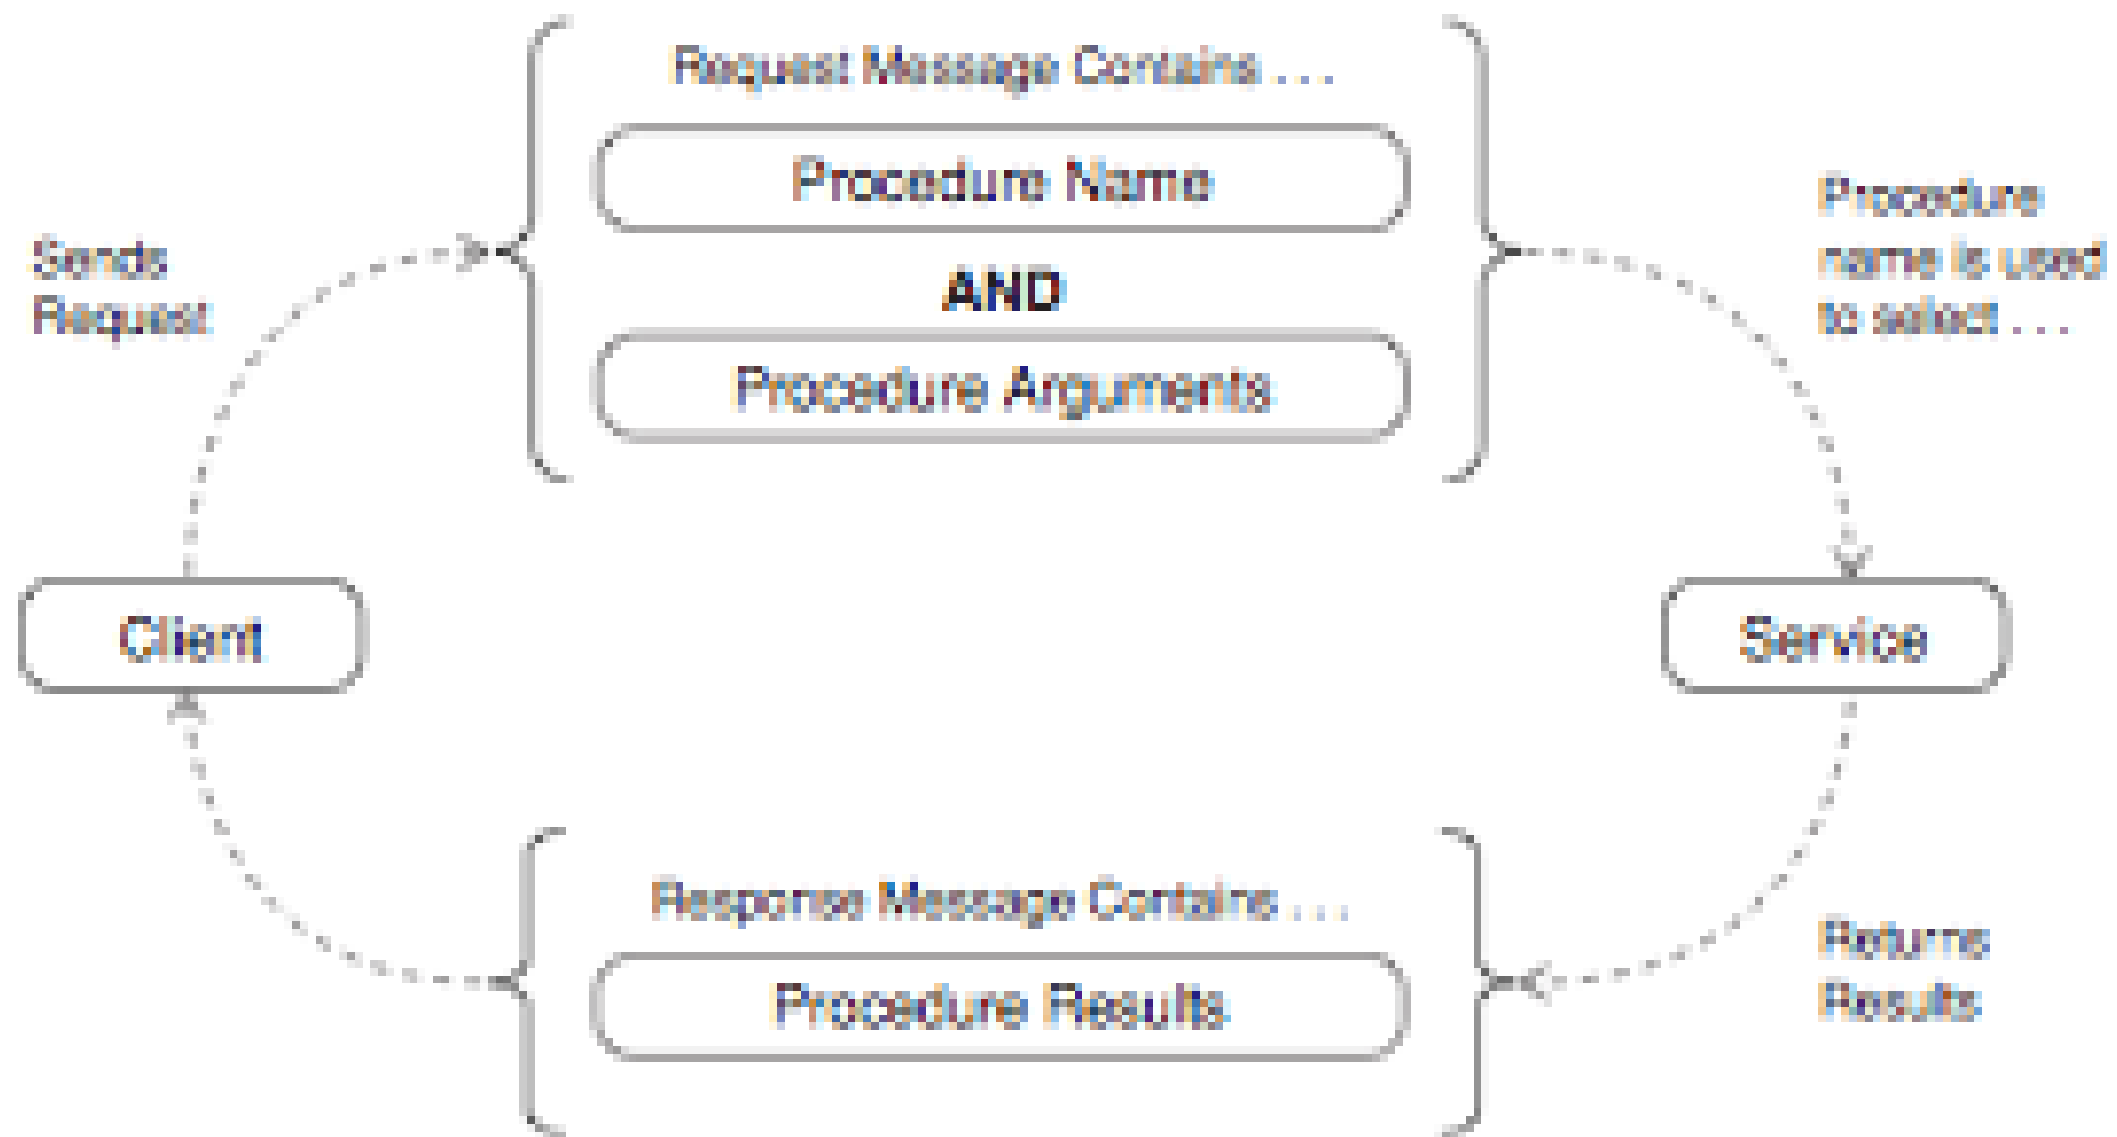 Request Message Contains . . .
Procedure Name
AND
Procedure Arguments
Sends
Request
Procedure
name is used
to select . . .
Client
Service
Response Message Contains . . .
Procedure Results
Returns
Results